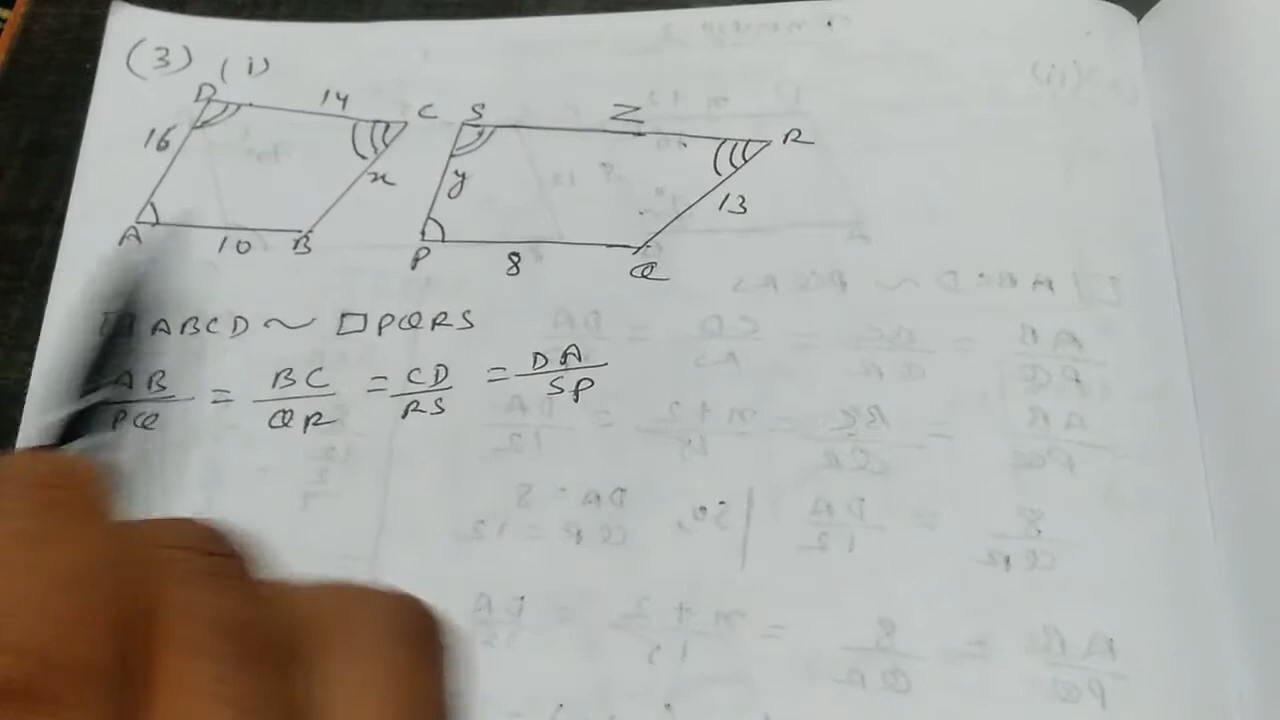 (3) (i)
D 14 C S Z R
16 x y 13
A 10 B P 8 Q
□ ABCD ~ □ PQRS
AB/PQ = BC/QR = CD/RS = DA/SP